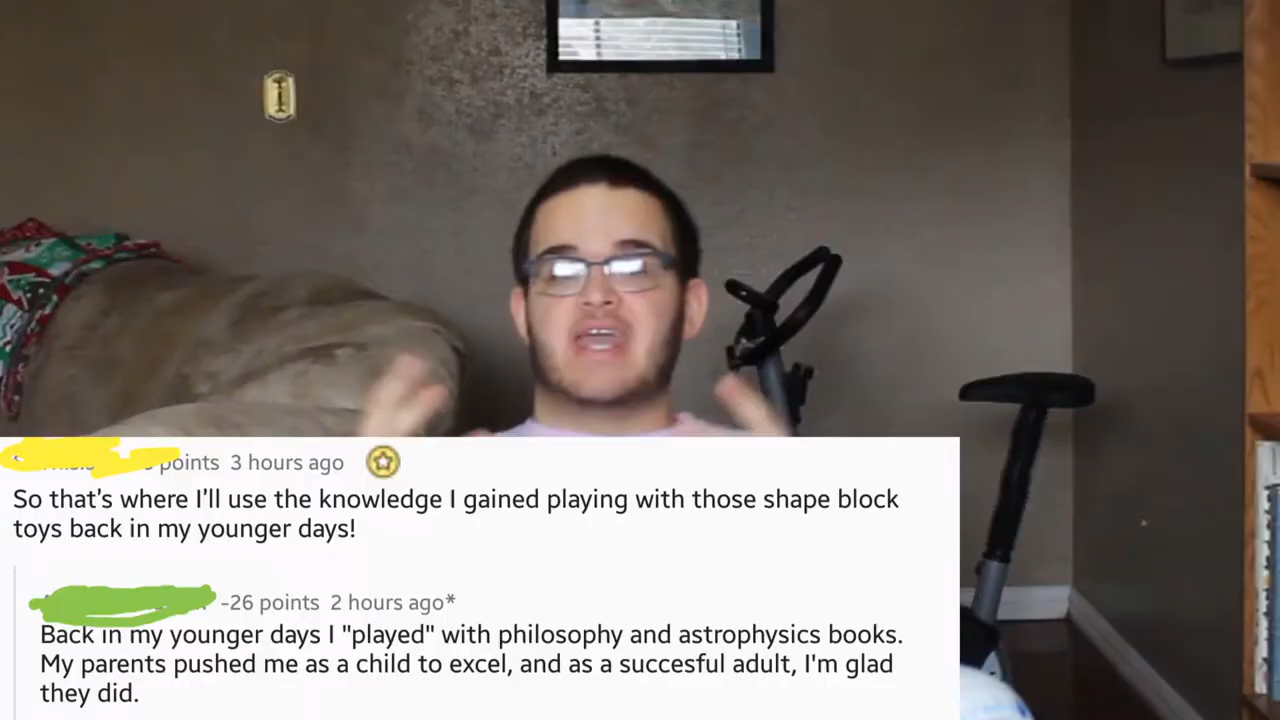 points 3 hours ago
So that's where I'll use the knowledge I gained playing with those shape block
toys back in my younger days!
-26 points 2 hours ago*
Back in my younger days I "played" with philosophy and astrophysics books.
My parents pushed me as a child to excel, and as a succesful adult, I'm glad
they did.